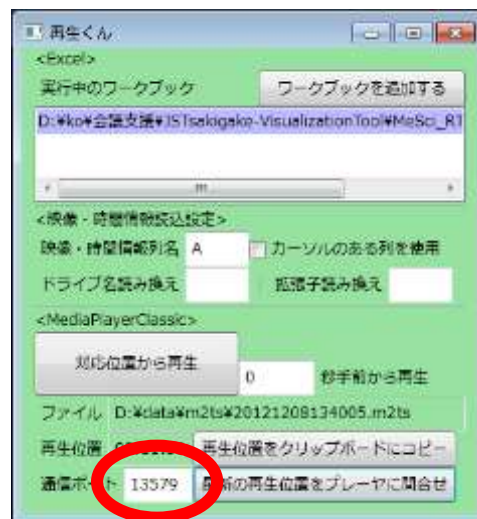 再生くん
<Excel>
実行中のワークブック ワークブックを追加する
D:¥ko¥会議支援¥JSTsakigake-VisualizationTool¥MeSci_RT
<映像・時間情報読込設定>
映像・時間情報列名 A カーソルのある列を使用
ドライブ名読み換え 拡張子読み換え
<MediaPlayerClassic>
対応位置から再生 0 秒手前から再生
ファイル D:¥data¥m2ts¥20121208134005.m2ts
再生位置 再生位置をクリップボードにコピー
通信ポート 13579 最新の再生位置をプレーヤに問合せ